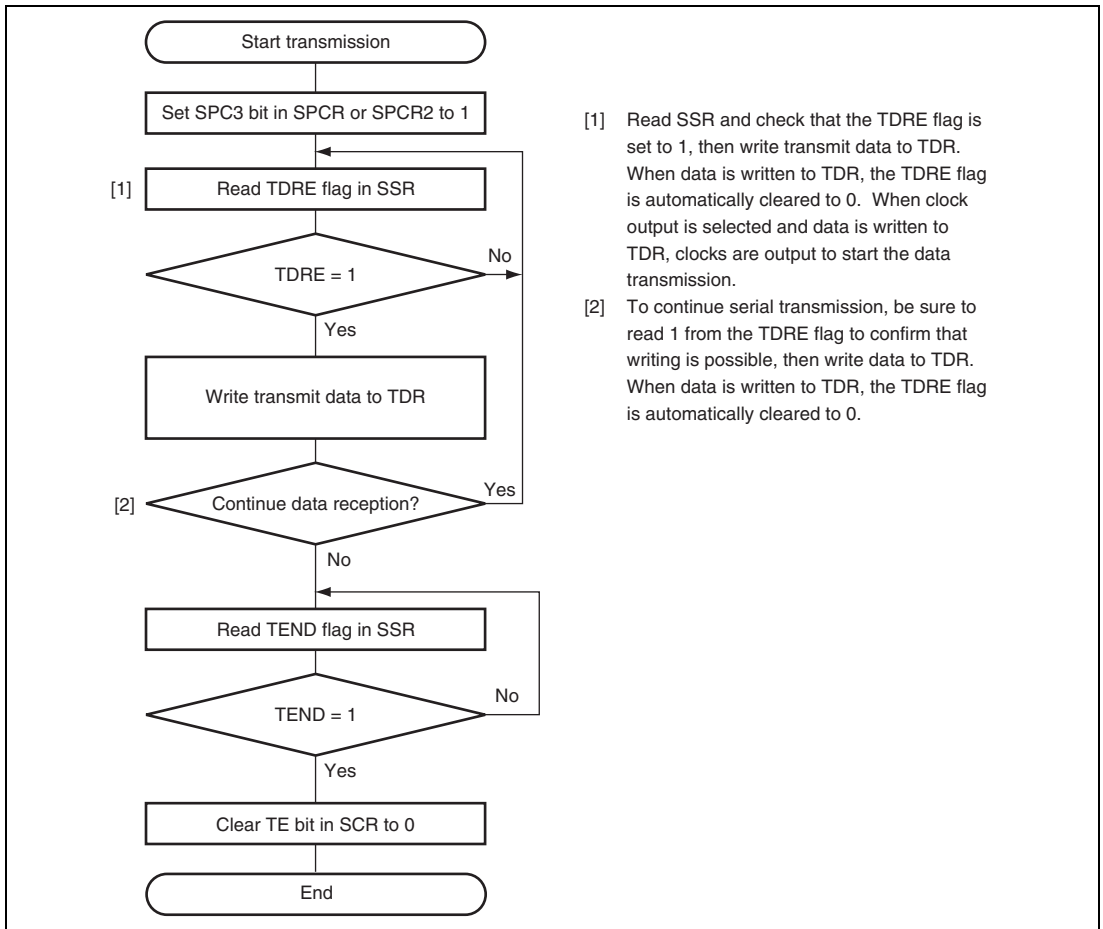 Start transmission
Set SPC3 bit in SPCR or SPCR2 to 1
[1]
Read TDRE flag in SSR
No
TDRE = 1
Yes
Write transmit data to TDR
[2]
Continue data reception?
Yes
No
Read TEND flag in SSR
No
TEND = 1
Yes
Clear TE bit in SCR to 0
End
[1] Read SSR and check that the TDRE flag is
set to 1, then write transmit data to TDR.
When data is written to TDR, the TDRE flag
is automatically cleared to 0.  When clock
output is selected and data is written to
TDR, clocks are output to start the data
transmission.
[2] To continue serial transmission, be sure to
read 1 from the TDRE flag to confirm that
writing is possible, then write data to TDR.
When data is written to TDR, the TDRE flag
is automatically cleared to 0.